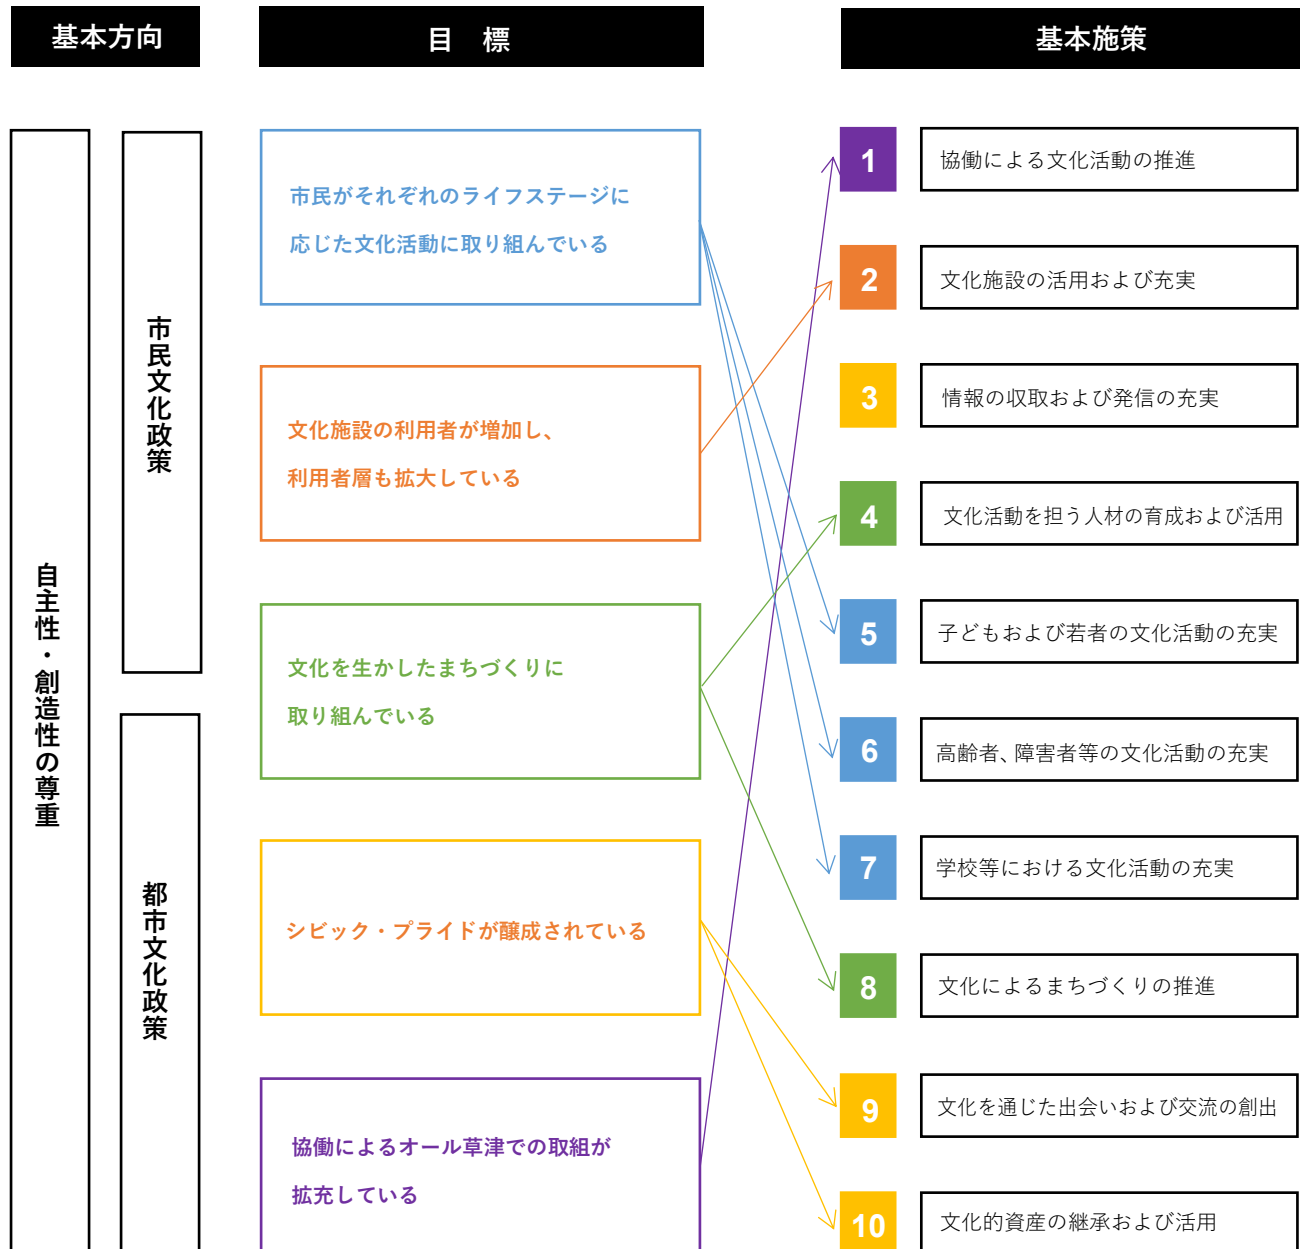 基本方向
目 標
基本施策
自主性・創造性の尊重
市民文化政策
都市文化政策
市民がそれぞれのライフステージに
応じた文化活動に取り組んでいる
文化施設の利用者が増加し、
利用者層も拡大している
文化を生かしたまちづくりに
取り組んでいる
シビック・プライドが醸成されている
協働によるオール草津での取組が
拡充している
1 協働による文化活動の推進
2 文化施設の活用および充実
3 情報の収取および発信の充実
4 文化活動を担う人材の育成および活用
5 子どもおよび若者の文化活動の充実
6 高齢者、障害者等の文化活動の充実
7 学校等における文化活動の充実
8 文化によるまちづくりの推進
9 文化を通じた出会いおよび交流の創出
10 文化的資産の継承および活用